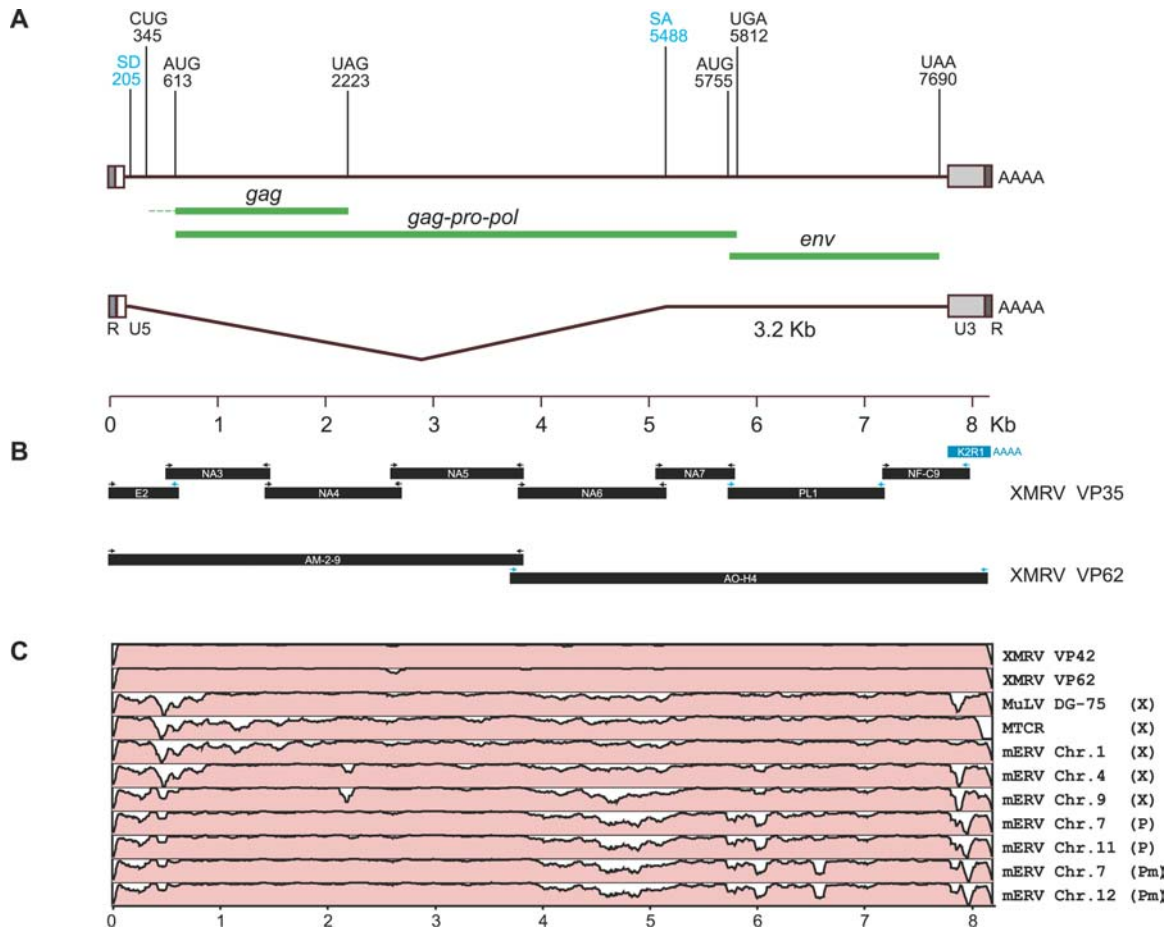 A
CUG
345
SA
5488
UGA
5812
SD
205
AUG
613
UAG
2223
AUG
5755
UAA
7690
AAAA
gag
gag-pro-pol
env
AAAA
R U5
3.2 Kb
U3 R
0 1 2 3 4 5 6 7 8 Kb
B
K2R1 AAAA
NA3 NA5 NA7 NF-C9
E2 NA4 NA6 PL1
XMRV VP35
AM-2-9
AO-H4
XMRV VP62
C
XMRV VP42
XMRV VP62
MuLV DG-75 (X)
MTCR (X)
mERV Chr.1 (X)
mERV Chr.4 (X)
mERV Chr.9 (X)
mERV Chr.7 (P)
mERV Chr.11 (P)
mERV Chr.7 (Pm)
mERV Chr.12 (Pm)
0 1 2 3 4 5 6 7 8